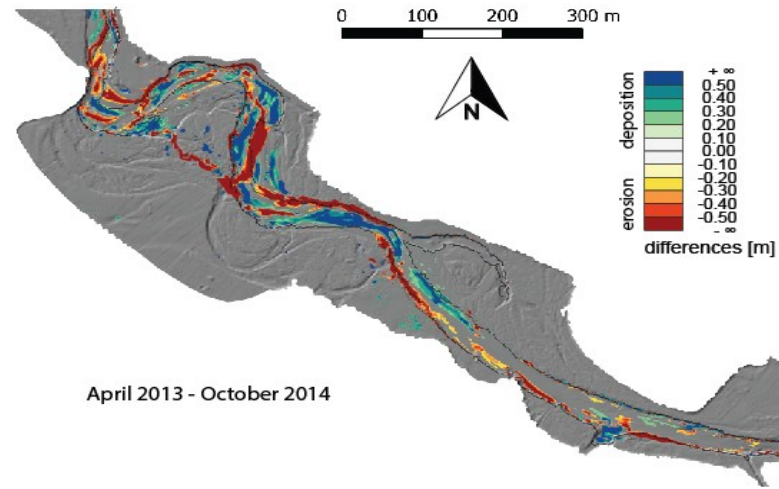 0 100 200 300 m
N
deposition
erosion
+ ∞
0.50
0.40
0.30
0.20
0.10
0.00
-0.10
-0.20
-0.30
-0.40
-0.50
- ∞
differences [m]
April 2013 - October 2014